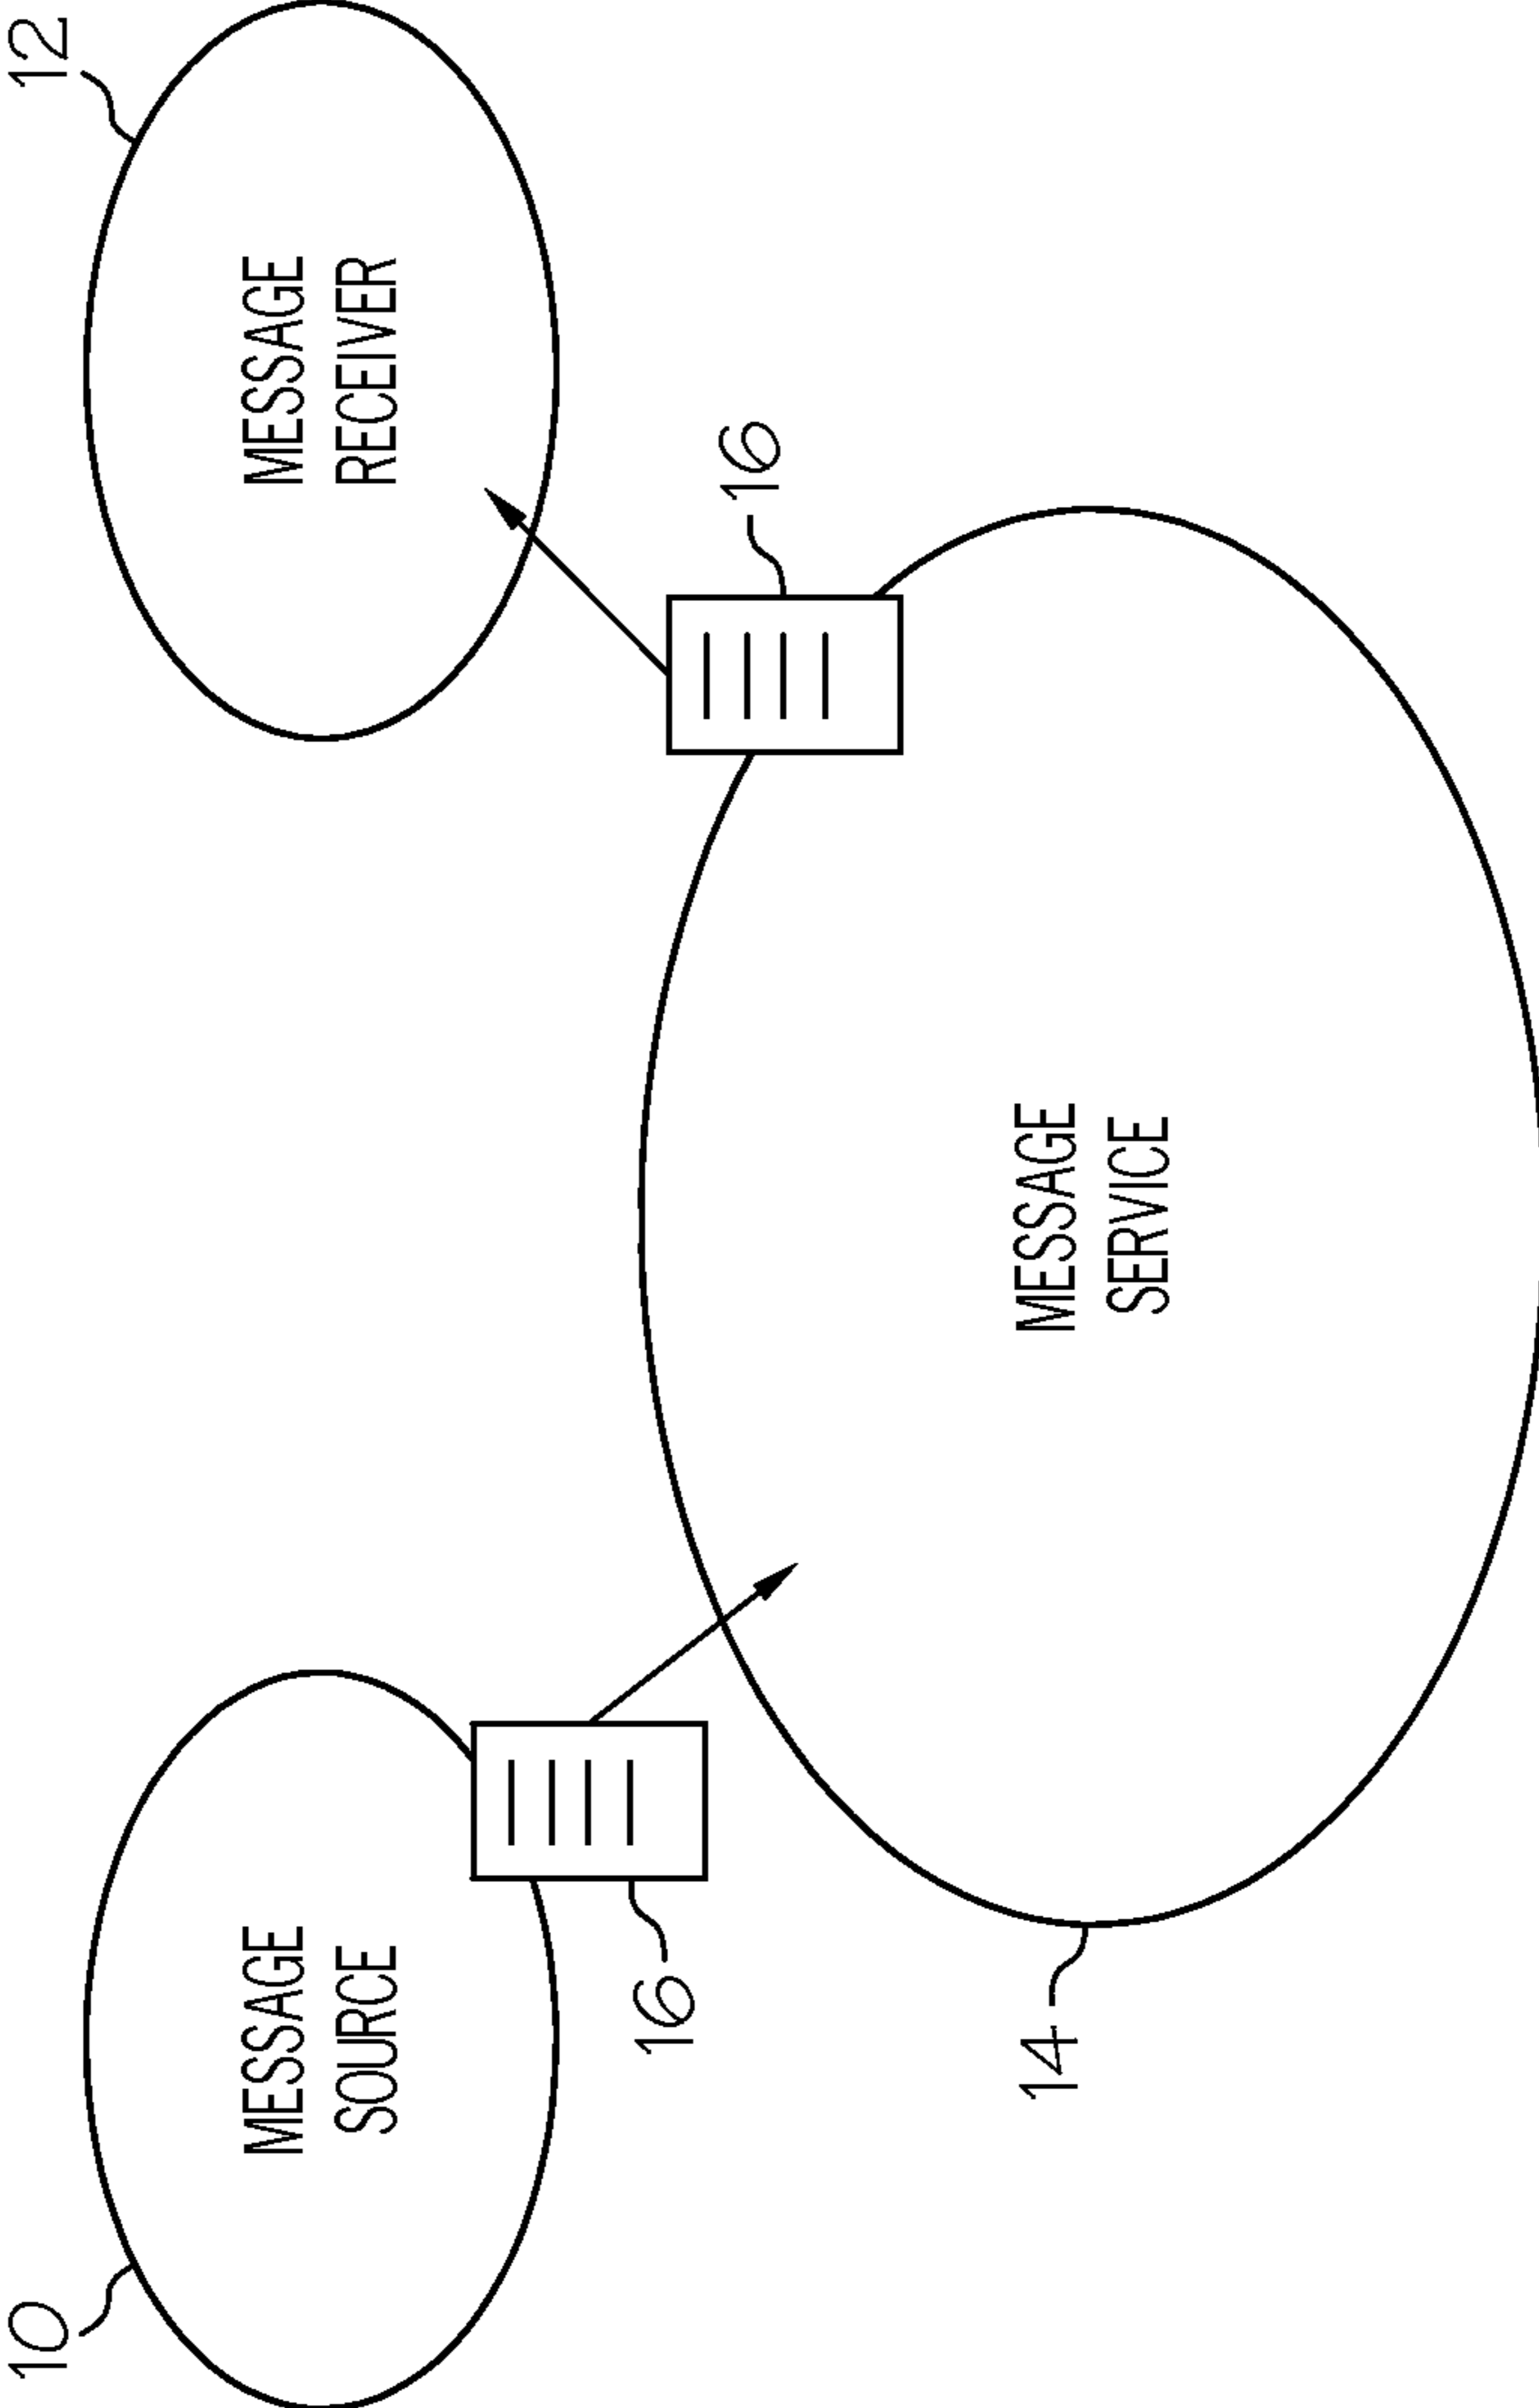 10
MESSAGE
SOURCE
16
12
MESSAGE
RECEIVER
16
14
MESSAGE
SERVICE